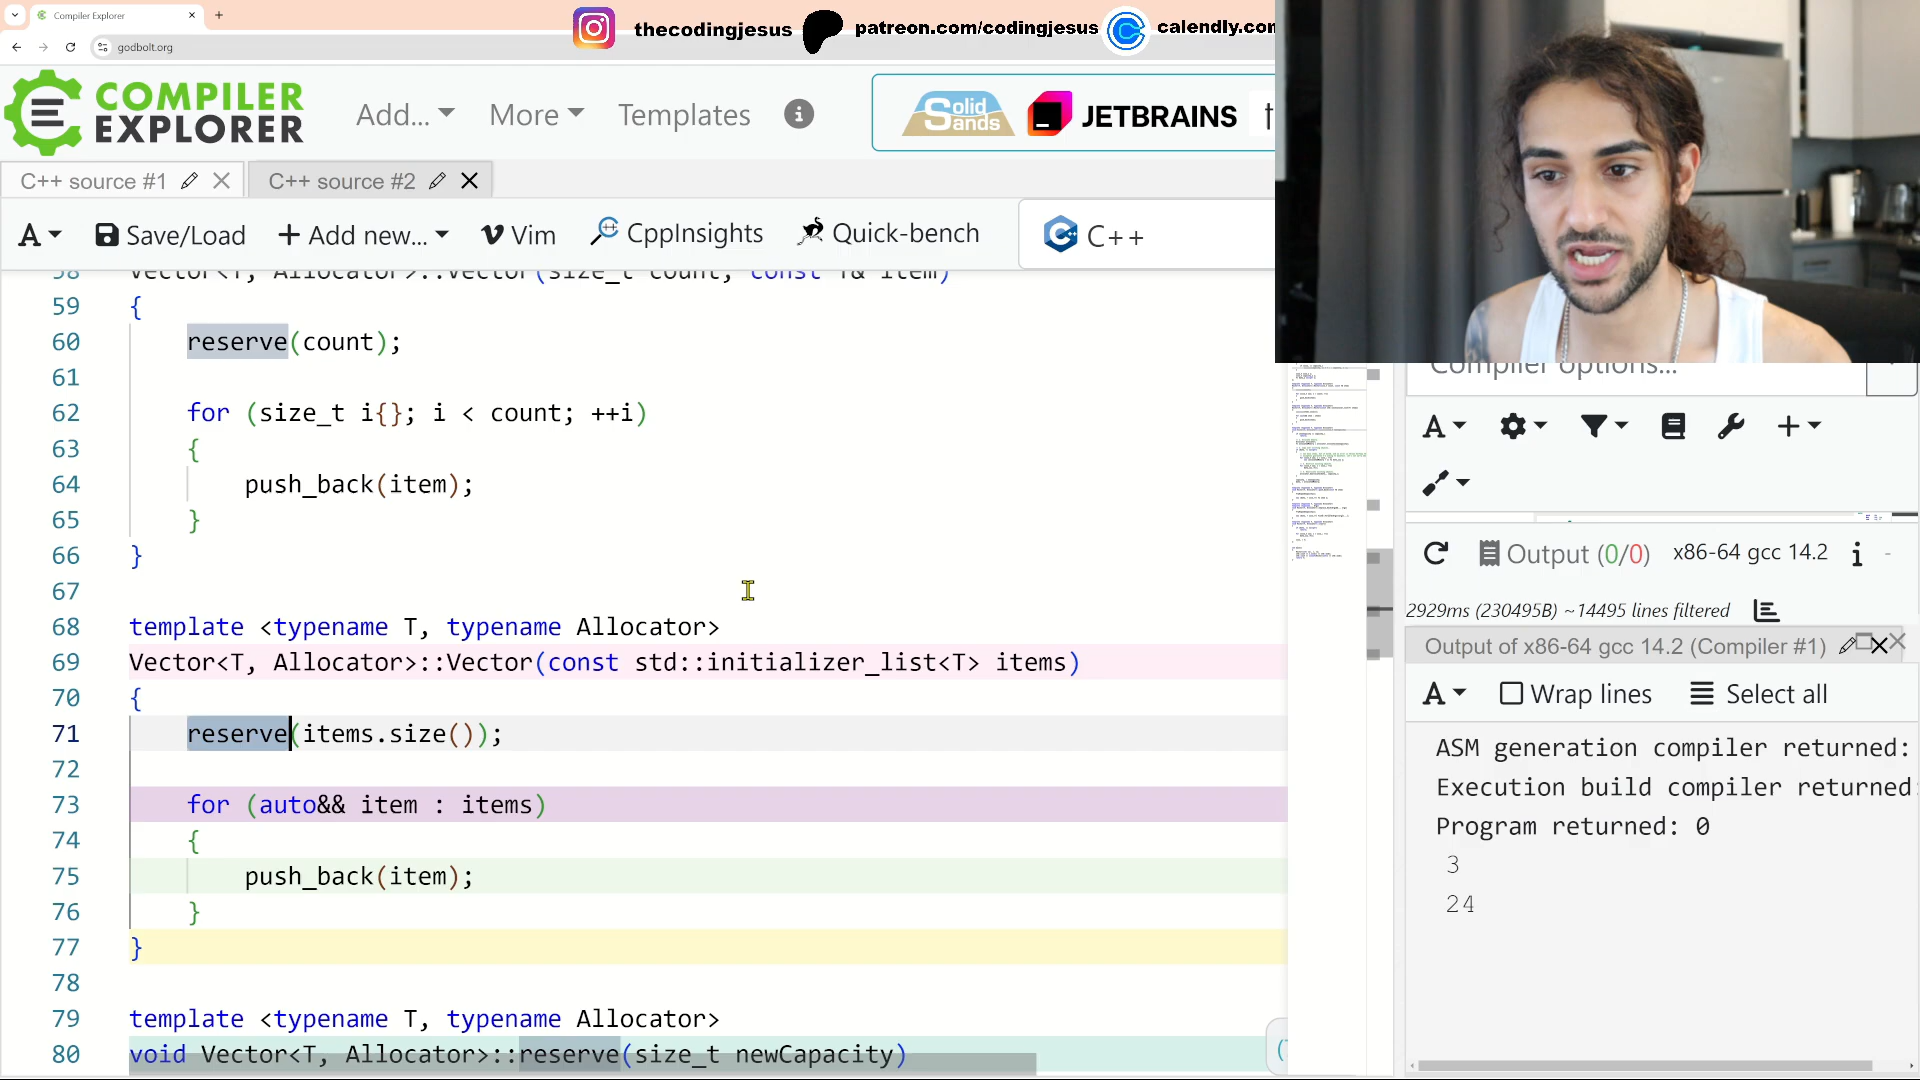 Compiler Explorer
godbolt.org
thecodingjesus
patreon.com/codingjesus
calendly.com
COMPILER
EXPLORER
Add...
More
Templates
Solid
Sands
JETBRAINS
C++ source #1
C++ source #2
A
Save/Load
+ Add new...
Vim
CppInsights
Quick-bench
C++
58 Vector<T, Allocator>::Vector(size_t count, const T& item)
59 {
60 reserve(count);
61
62 for (size_t i{}; i < count; ++i)
63 {
64 push_back(item);
65 }
66 }
67
68 template <typename T, typename Allocator>
69 Vector<T, Allocator>::Vector(const std::initializer_list<T> items)
70 {
71 reserve(items.size());
72
73 for (auto&& item : items)
74 {
75 push_back(item);
76 }
77 }
78
79 template <typename T, typename Allocator>
80 void Vector<T, Allocator>::reserve(size_t newCapacity)
Compiler options...
A
Output (0/0) x86-64 gcc 14.2
2929ms (230495B) ~14495 lines filtered
Output of x86-64 gcc 14.2 (Compiler #1)
A
Wrap lines
Select all
ASM generation compiler returned:
Execution build compiler returned:
Program returned: 0
3
24